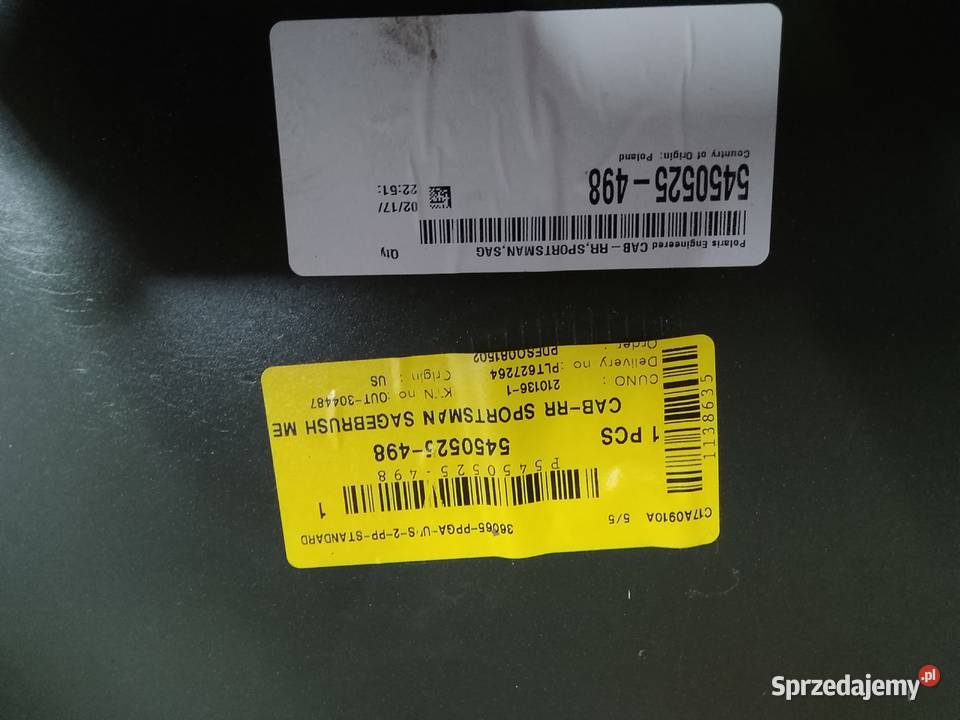 Polaris Engineered CAB-RR,SPORTSMAN,SAG
Qty
02/17/
22:51:
5450525-498
Country of Origin: Poland
36065-PPGA-U'S-2-PP-STANDARD
1
P5450525-498
5450525-498
CAB-RR SPORTSMAN SAGEBRUSH ME
210136-1
K'T'N no :OUT-304487
CUNO :
Delivery no :PLT627264
Origin : US
Order : PDESO081502
C17A0910A
5/5
1 PCS
1138635
Sprzedajemy.pl